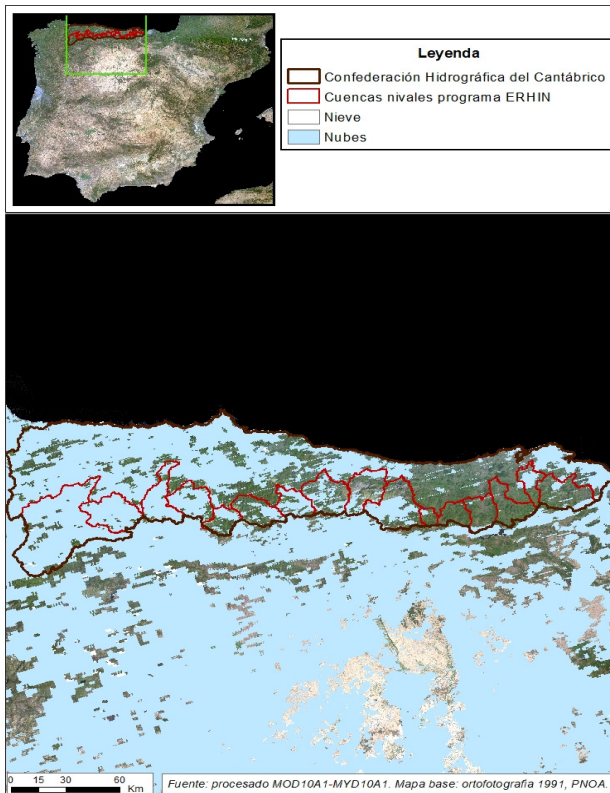 Leyenda
Confederación Hidrográfica del Cantábrico
Cuencas nivales programa ERHIN
Nieve
Nubes
0 15 30 60
Km
Fuente: procesado MOD10A1-MYD10A1. Mapa base: ortofotografia 1991, PNOA